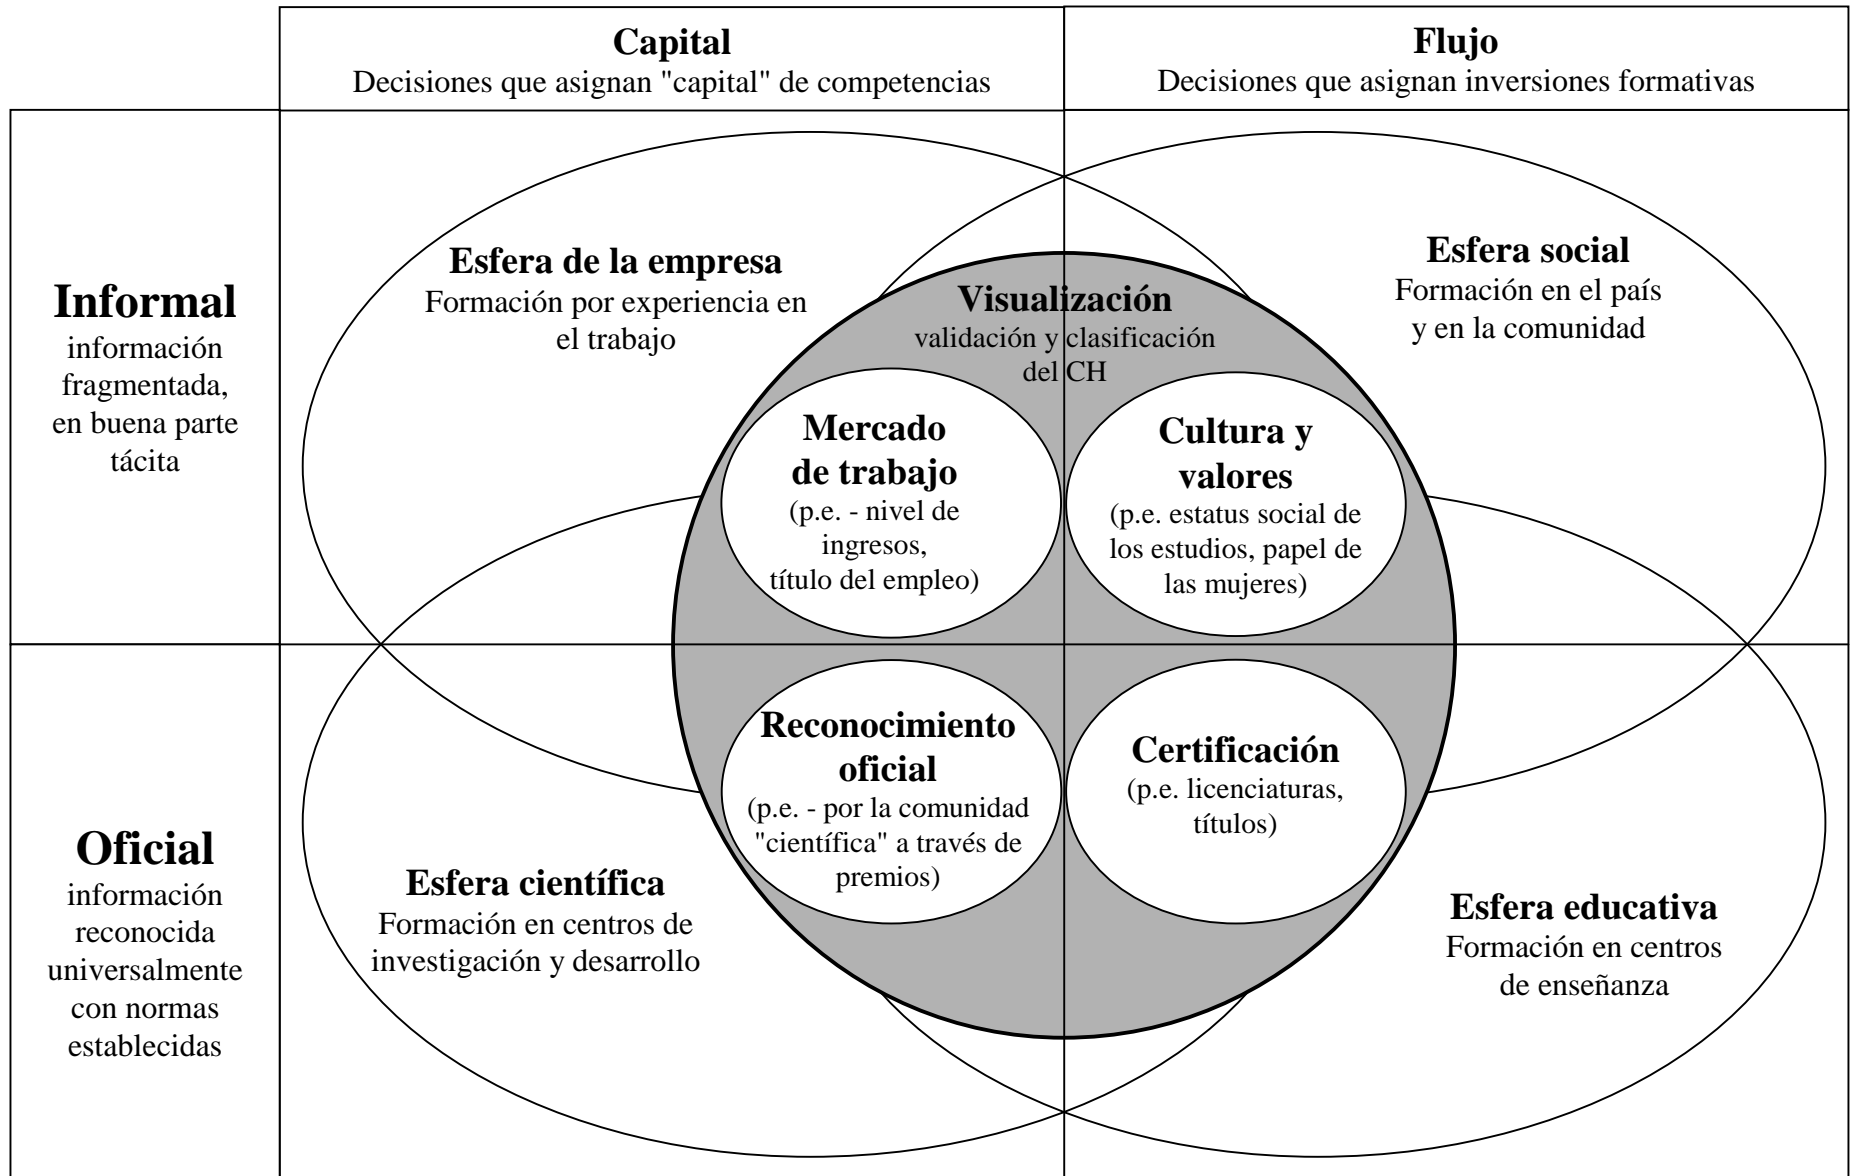 Capital
Decisiones que asignan "capital" de competencias
Flujo
Decisiones que asignan inversiones formativas
Informal
información
fragmentada,
en buena parte
tácita
Esfera de la empresa
Formación por experiencia en
el trabajo
Esfera social
Formación en el país
y en la comunidad
Visualización
validación y clasificación
del CH
Mercado
de trabajo
(p.e. - nivel de
ingresos,
título del empleo)
Cultura y
valores
(p.e. estatus social de
los estudios, papel de
las mujeres)
Oficial
información
reconocida
universalmente
con normas
establecidas
Reconocimiento
oficial
(p.e. - por la comunidad
"científica" a través de
premios)
Certificación
(p.e. licenciaturas,
títulos)
Esfera científica
Formación en centros de
investigación y desarrollo
Esfera educativa
Formación en centros
de enseñanza